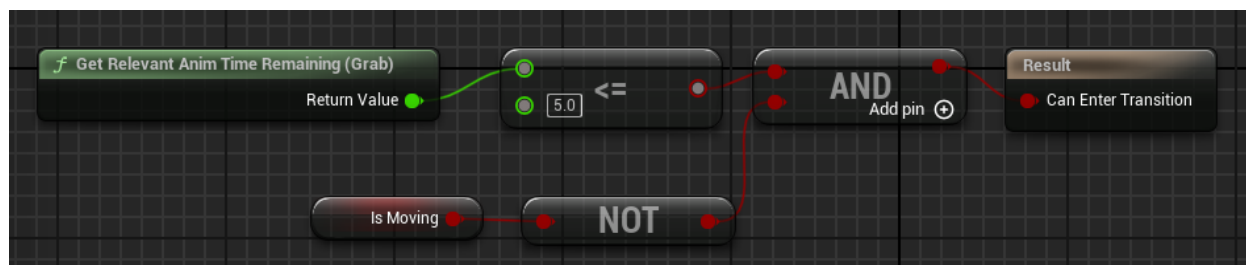 f Get Relevant Anim Time Remaining (Grab)
Return Value
<=
5.0
AND
Add pin
Result
Can Enter Transition
Is Moving
NOT